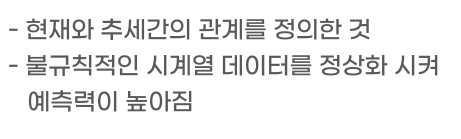 - 현재와 추세간의 관계를 정의한 것
- 불규칙적인 시계열 데이터를 정상화 시켜
예측력이 높아짐